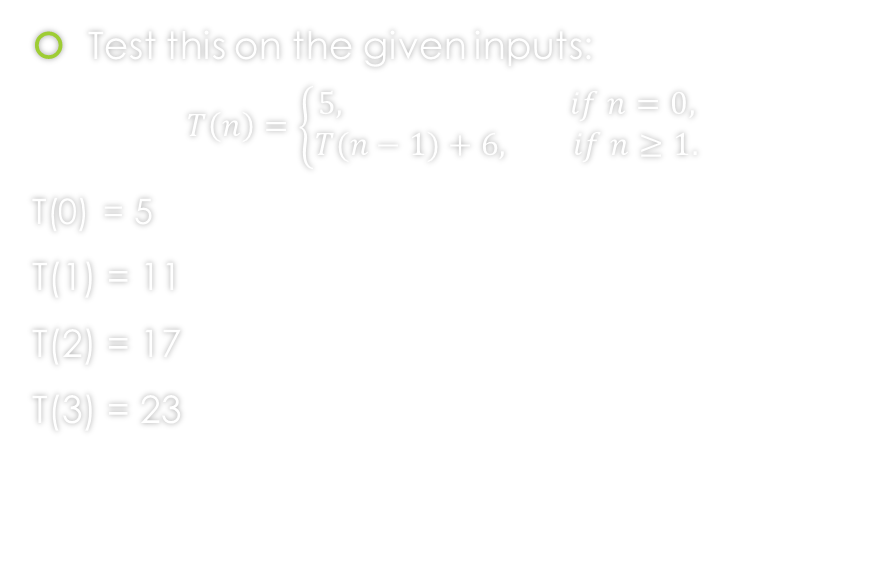 Test this on the given inputs:
T(n) = { 5, if n = 0,
T(n − 1) + 6, if n ≥ 1.
T(0) = 5
T(1) = 11
T(2) = 17
T(3) = 23